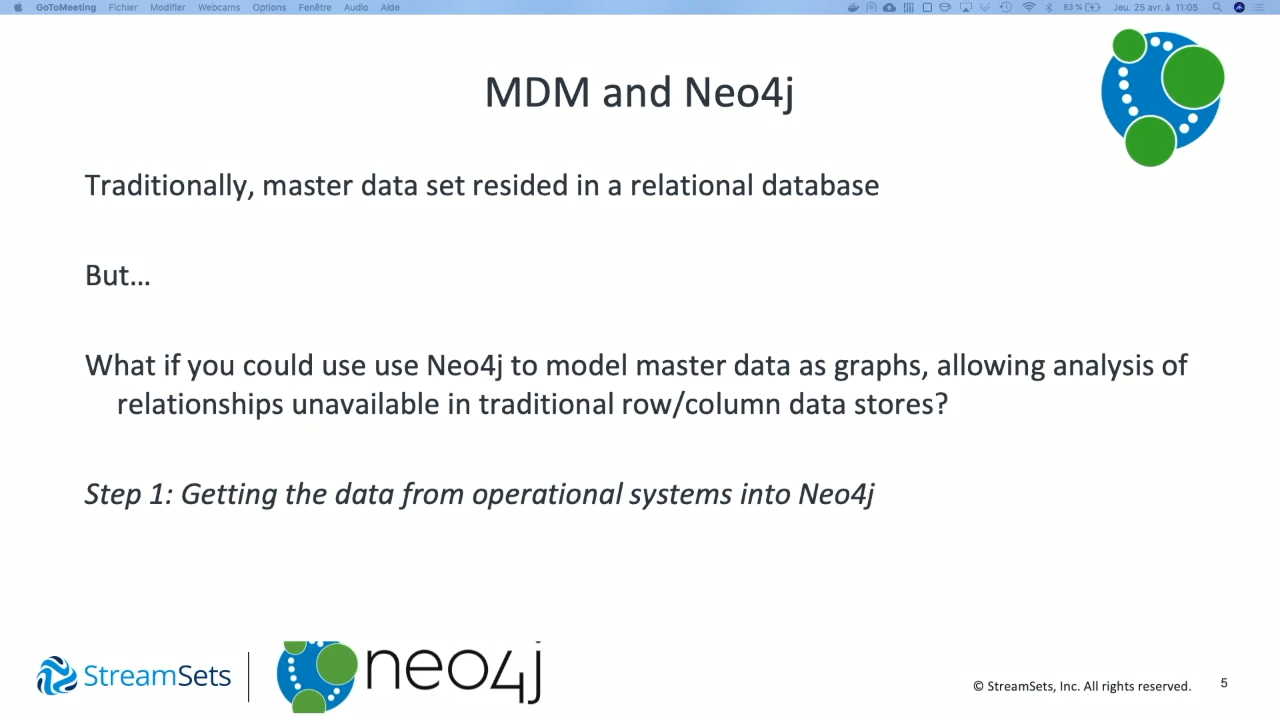 GoToMeeting Fichier Modifier Webcams Options Fenêtre Audio Aide 83 % Jeu. 25 avr. à 11:05
MDM and Neo4j
Traditionally, master data set resided in a relational database
But...
What if you could use use Neo4j to model master data as graphs, allowing analysis of
relationships unavailable in traditional row/column data stores?
Step 1: Getting the data from operational systems into Neo4j
StreamSets
neo4j
© StreamSets, Inc. All rights reserved.
5